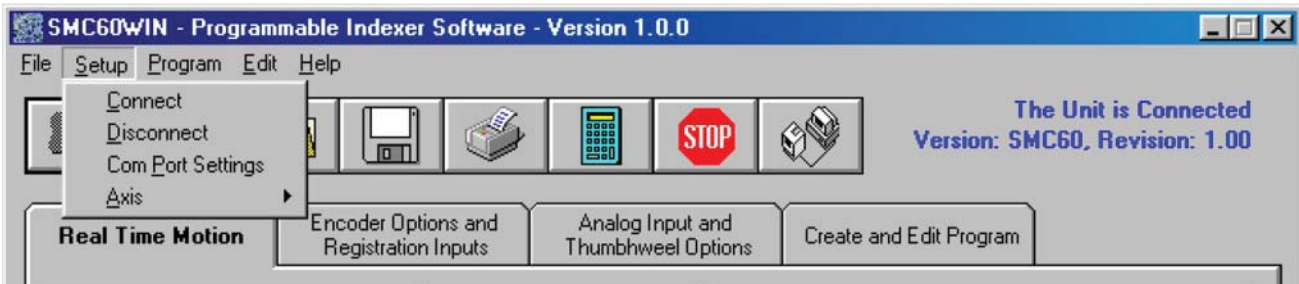 SMC60WIN - Programmable Indexer Software - Version 1.0.0
File Setup Program Edit Help
Connect
Disconnect
Com Port Settings
Axis
STOP
The Unit is Connected
Version: SMC60, Revision: 1.00
Real Time Motion
Encoder Options and
Registration Inputs
Analog Input and
Thumbhweel Options
Create and Edit Program